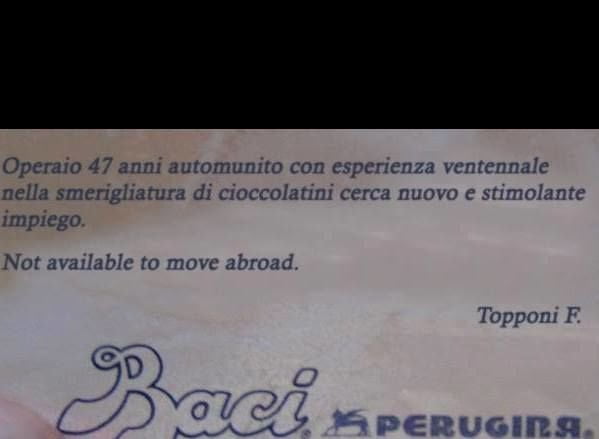 Operaio 47 anni automunito con esperienza ventennale
nella smerigliatura di cioccolatini cerca nuovo e stimolante
impiego.
Not available to move abroad.
Topponi F.
Baci® PERUGINA.